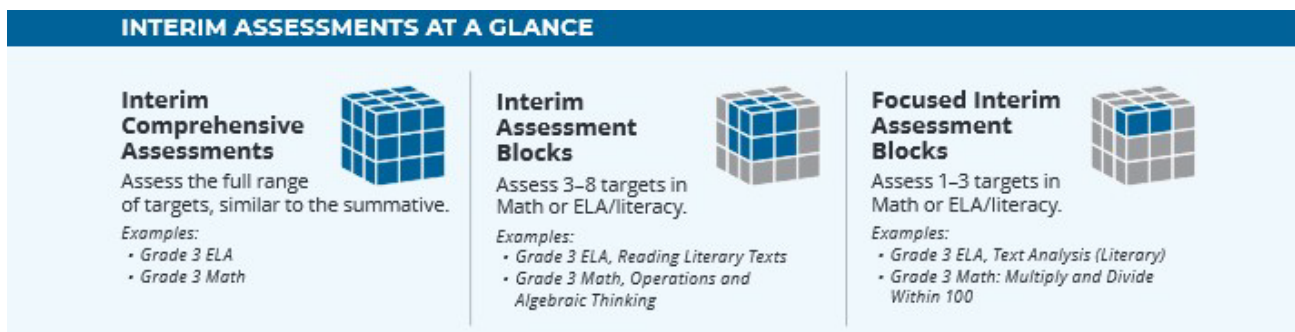 INTERIM ASSESSMENTS AT A GLANCE
Interim
Comprehensive
Assessments
Assess the full range
of targets, similar to the summative.
Examples:
• Grade 3 ELA
• Grade 3 Math
Interim
Assessment
Blocks
Assess 3–8 targets in
Math or ELA/literacy.
Examples:
• Grade 3 ELA, Reading Literary Texts
• Grade 3 Math, Operations and
Algebraic Thinking
Focused Interim
Assessment
Blocks
Assess 1–3 targets in
Math or ELA/literacy.
Examples:
• Grade 3 ELA, Text Analysis (Literary)
• Grade 3 Math: Multiply and Divide
Within 100